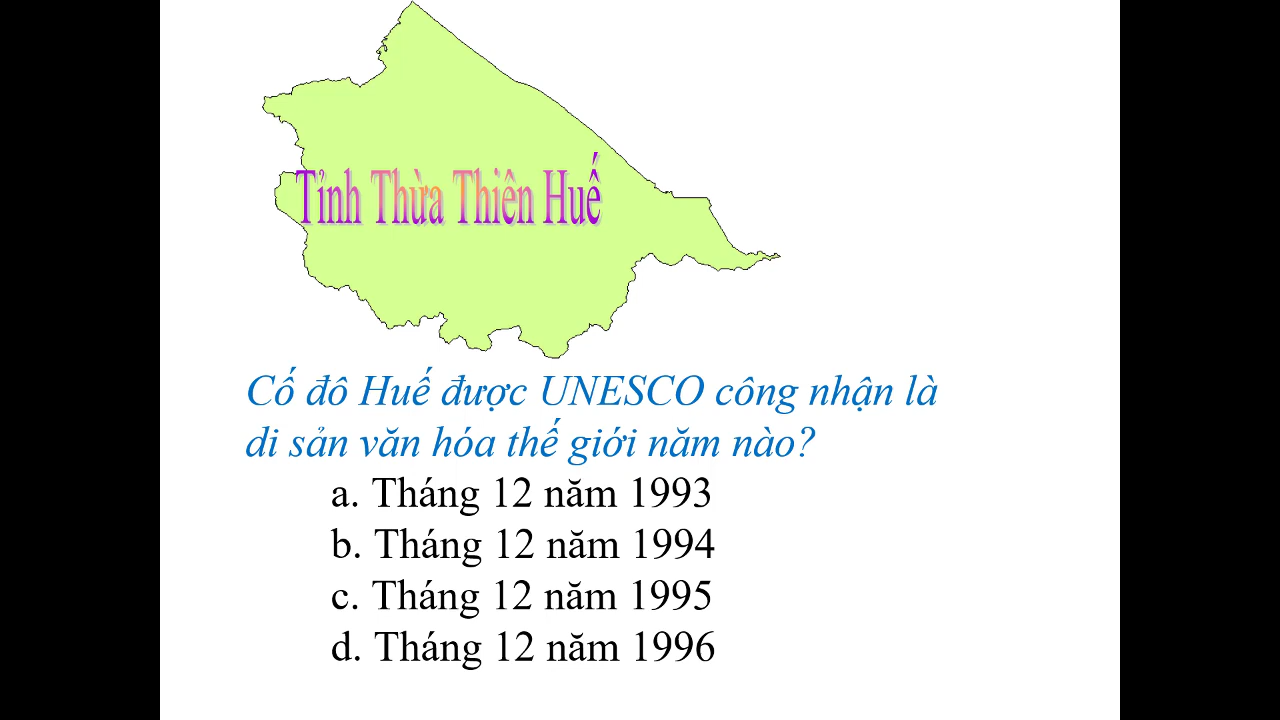 Tỉnh Thừa Thiên Huế
Cố đô Huế được UNESCO công nhận là
di sản văn hóa thế giới năm nào?
a. Tháng 12 năm 1993
b. Tháng 12 năm 1994
c. Tháng 12 năm 1995
d. Tháng 12 năm 1996